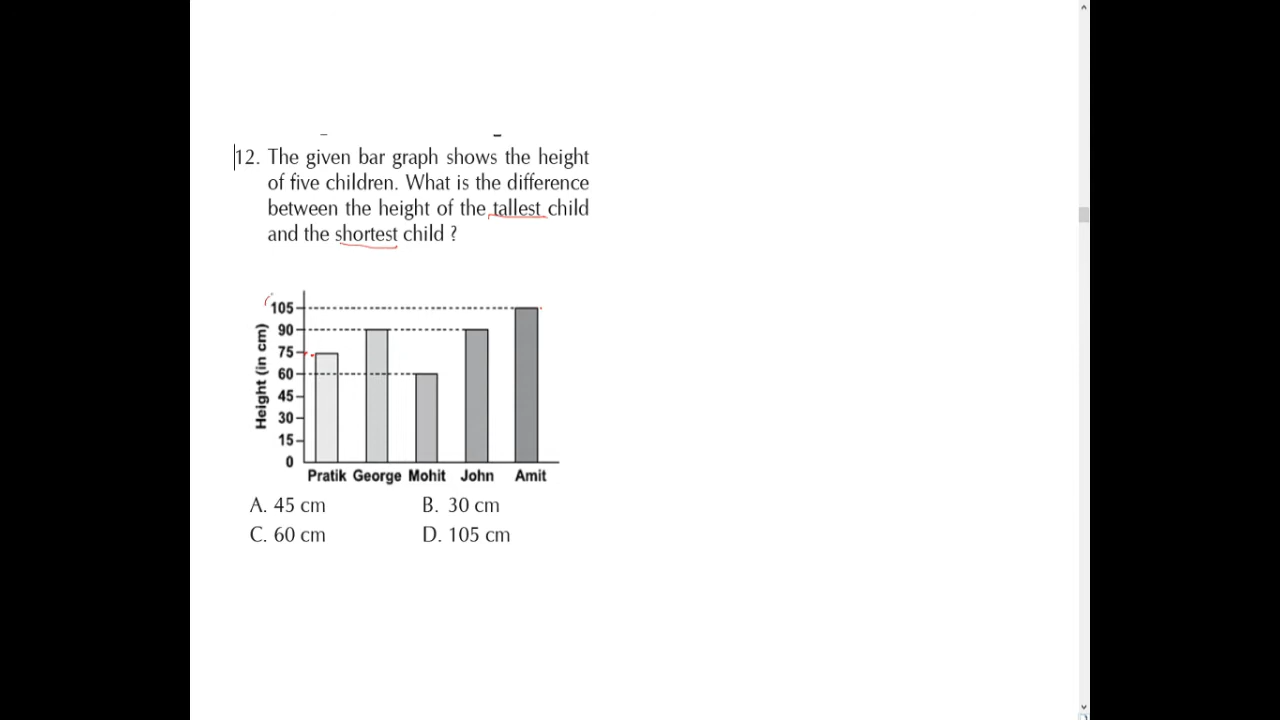 12. The given bar graph shows the height
of five children. What is the difference
between the height of the tallest child
and the shortest child ?
Height (in cm)
105
90
75
60
45
30
15
0
Pratik George Mohit John Amit
A. 45 cm B. 30 cm
C. 60 cm D. 105 cm